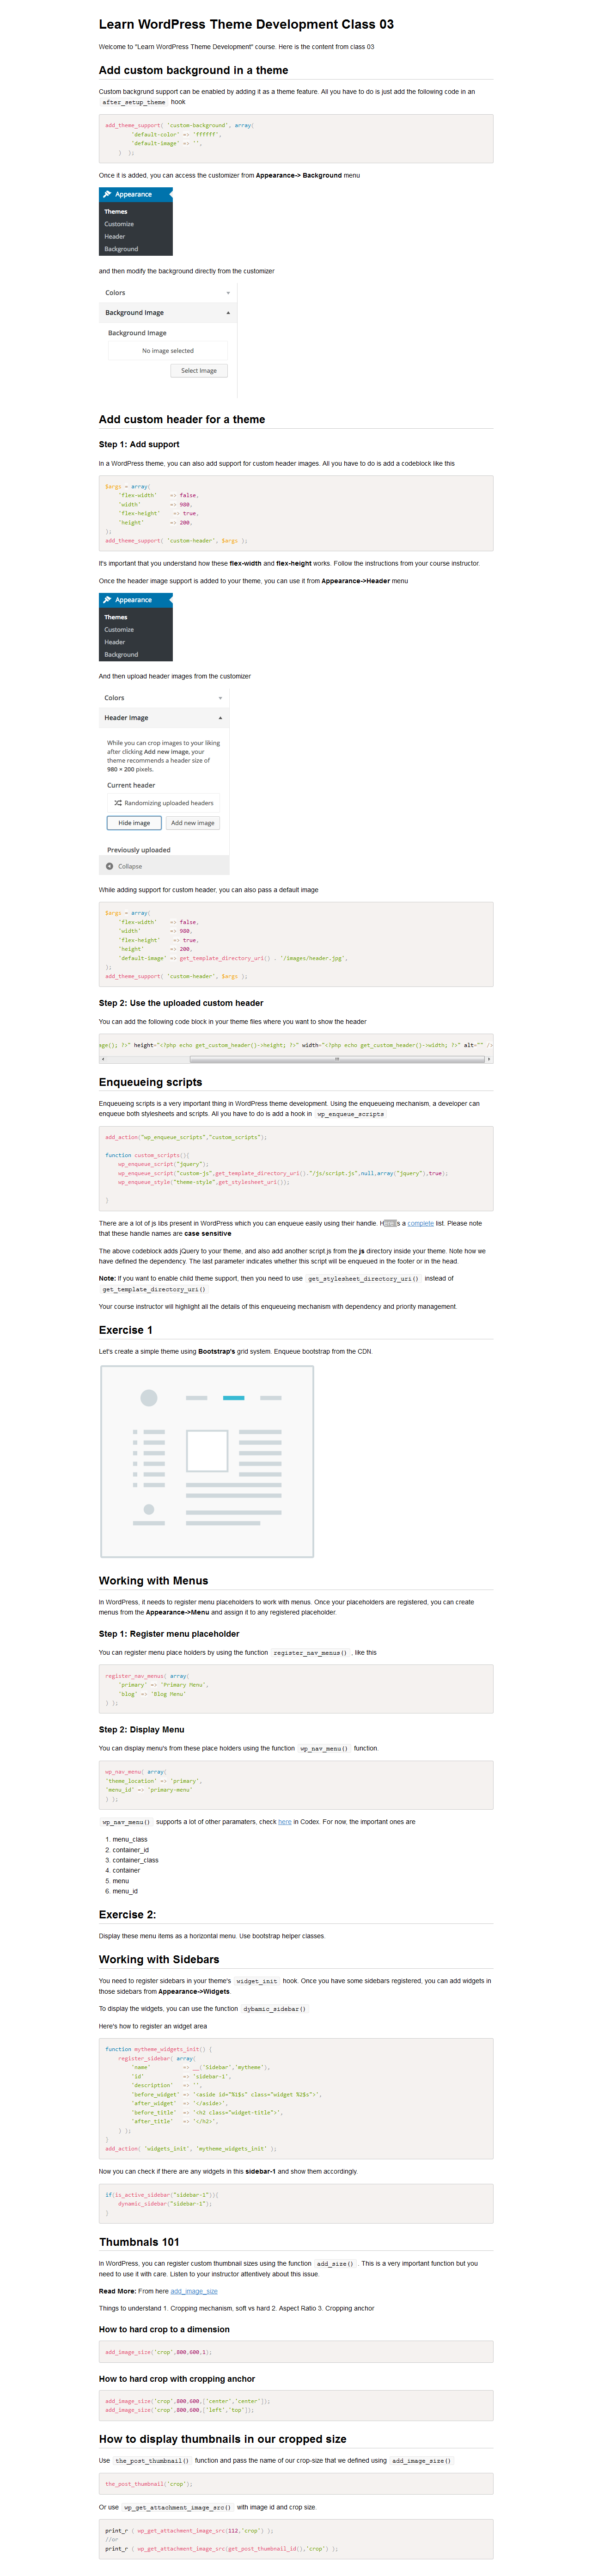 Learn WordPress Theme Development Class 03
Welcome to "Learn WordPress Theme Development" course. Here is the content from class 03
Add custom background in a theme
Custom backgrund support can be enabled by adding it as a theme feature. All you have to do is just add the following code in an
after_setup_theme hook
add_theme_support( 'custom-background', array(
'default-color' => 'ffffff',
'default-image' => '',
) );
Once it is added, you can access the customizer from Appearance-> Background menu
Appearance
Themes
Customize
Header
Background
and then modify the background directly from the customizer
Colors
Background Image
Background Image
No image selected
Select Image
Add custom header for a theme
Step 1: Add support
In a WordPress theme, you can also add support for custom header images. All you have to do is add a codeblock like this
$args = array(
'flex-width' => false,
'width' => 980,
'flex-height' => true,
'height' => 200,
);
add_theme_support( 'custom-header', $args );
It's important that you understand how these flex-width and flex-height works. Follow the instructions from your course instructor.
Once the header image support is added to your theme, you can use it from Appearance->Header menu
Appearance
Themes
Customize
Header
Background
And then upload header images from the customizer
Colors
Header Image
While you can crop images to your liking
after clicking Add new image, your
theme recommends a header size of
980 × 200 pixels.
Current header
Randomizing uploaded headers
Hide image Add new image
Previously uploaded
Collapse
While adding support for custom header, you can also pass a default image
$args = array(
'flex-width' => false,
'width' => 980,
'flex-height' => true,
'height' => 200,
'default-image' => get_template_directory_uri() . '/images/header.jpg',
);
add_theme_support( 'custom-header', $args );
Step 2: Use the uploaded custom header
You can add the following code block in your theme files where you want to show the header
age(); ?>" height="<?php echo get_custom_header()->height; ?>" width="<?php echo get_custom_header()->width; ?>" alt="" />
Enqueueing scripts
Enqueueing scripts is a very important thing in WordPress theme development. Using the enqueueing mechanism, a developer can
enqueue both stylesheets and scripts. All you have to do is add a hook in wp_enqueue_scripts
add_action("wp_enqueue_scripts","custom_scripts");
function custom_scripts(){
wp_enqueue_script("jquery");
wp_enqueue_script("custom-js",get_template_directory_uri()."/js/script.js",null,array("jquery"),true);
wp_enqueue_style("theme-style",get_stylesheet_uri());
}
There are a lot of js libs present in WordPress which you can enqueue easily using their handle. Here is a complete list. Please note
that these handle names are case sensitive
The above codeblock adds jQuery to your theme, and also add another script.js from the js directory inside your theme. Note how we
have defined the dependency. The last parameter indicates whether this script will be enqueued in the footer or in the head.
Note: If you want to enable child theme support, then you need to use get_stylesheet_directory_uri() instead of
get_template_directory_uri()
Your course instructor will highlight all the details of this enqueueing mechanism with dependency and priority management.
Exercise 1
Let's create a simple theme using Bootstrap's grid system. Enqueue bootstrap from the CDN.
Working with Menus
In WordPress, it needs to register menu placeholders to work with menus. Once your placeholders are registered, you can create
menus from the Appearance->Menu and assign it to any registered placeholder.
Step 1: Register menu placeholder
You can register menu place holders by using the function register_nav_menus() , like this
register_nav_menus( array(
'primary' => 'Primary Menu',
'blog' => 'Blog Menu'
) );
Step 2: Display Menu
You can display menu's from these place holders using the function wp_nav_menu() function.
wp_nav_menu( array(
'theme_location' => 'primary',
'menu_id' => 'primary-menu'
) );
wp_nav_menu() supports a lot of other paramaters, check here in Codex. For now, the important ones are
1. menu_class
2. container_id
3. container_class
4. container
5. menu
6. menu_id
Exercise 2:
Display these menu items as a horizontal menu. Use bootstrap helper classes.
Working with Sidebars
You need to register sidebars in your theme's widget_init hook. Once you have some sidebars registered, you can add widgets in
those sidebars from Appearance->Widgets.
To display the widgets, you can use the function dybamic_sidebar()
Here's how to register an widget area
function mytheme_widgets_init() {
register_sidebar( array(
'name' => __('Sidebar','mytheme'),
'id' => 'sidebar-1',
'description' => '',
'before_widget' => '<aside id="%1$s" class="widget %2$s">',
'after_widget' => '</aside>',
'before_title' => '<h2 class="widget-title">',
'after_title' => '</h2>',
) );
}
add_action( 'widgets_init', 'mytheme_widgets_init' );
Now you can check if there are any widgets in this sidebar-1 and show them accordingly.
if(is_active_sidebar("sidebar-1")){
dynamic_sidebar("sidebar-1");
}
Thumbnals 101
In WordPress, you can register custom thumbnail sizes using the function add_size() . This is a very important function but you
need to use it with care. Listen to your instructor attentively about this issue.
Read More: From here add_image_size
Things to understand 1. Cropping mechanism, soft vs hard 2. Aspect Ratio 3. Cropping anchor
How to hard crop to a dimension
add_image_size('crop',800,600,1);
How to hard crop with cropping anchor
add_image_size('crop',800,600,['center','center']);
add_image_size('crop',800,600,['left','top']);
How to display thumbnails in our cropped size
Use the_post_thumbnail() function and pass the name of our crop-size that we defined using add_image_size()
the_post_thumbnail('crop');
Or use wp_get_attachment_image_src() with image id and crop size.
print_r ( wp_get_attachment_image_src(112,'crop') );
//or
print_r ( wp_get_attachment_image_src(get_post_thumbnail_id(),'crop') );